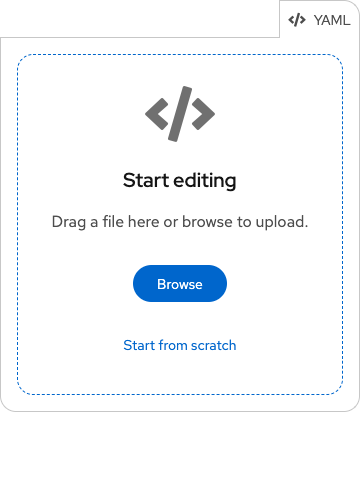 YAML
Start editing
Drag a file here or browse to upload.
Browse
Start from scratch